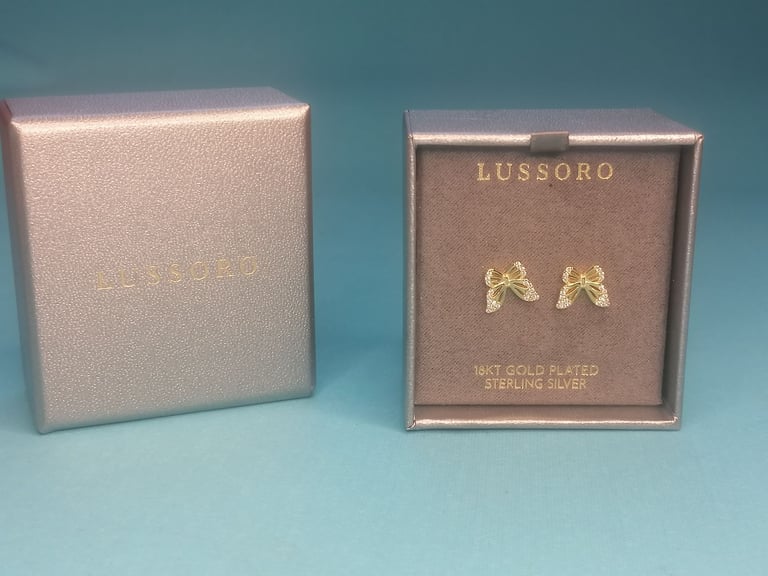 LUSSORO
LUSSORO
18KT GOLD PLATED
STERLING SILVER